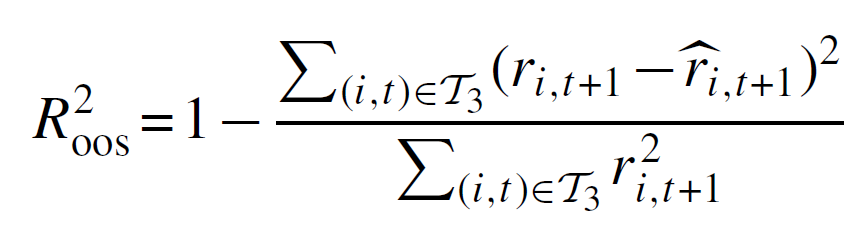 $R^2_{\text{oos}} = 1 - \frac{\sum_{(i,t)\in\mathcal{T}_3}(r_{i,t+1} - \widehat{r}_{i,t+1})^2}{\sum_{(i,t)\in\mathcal{T}_3} r^2_{i,t+1}}$